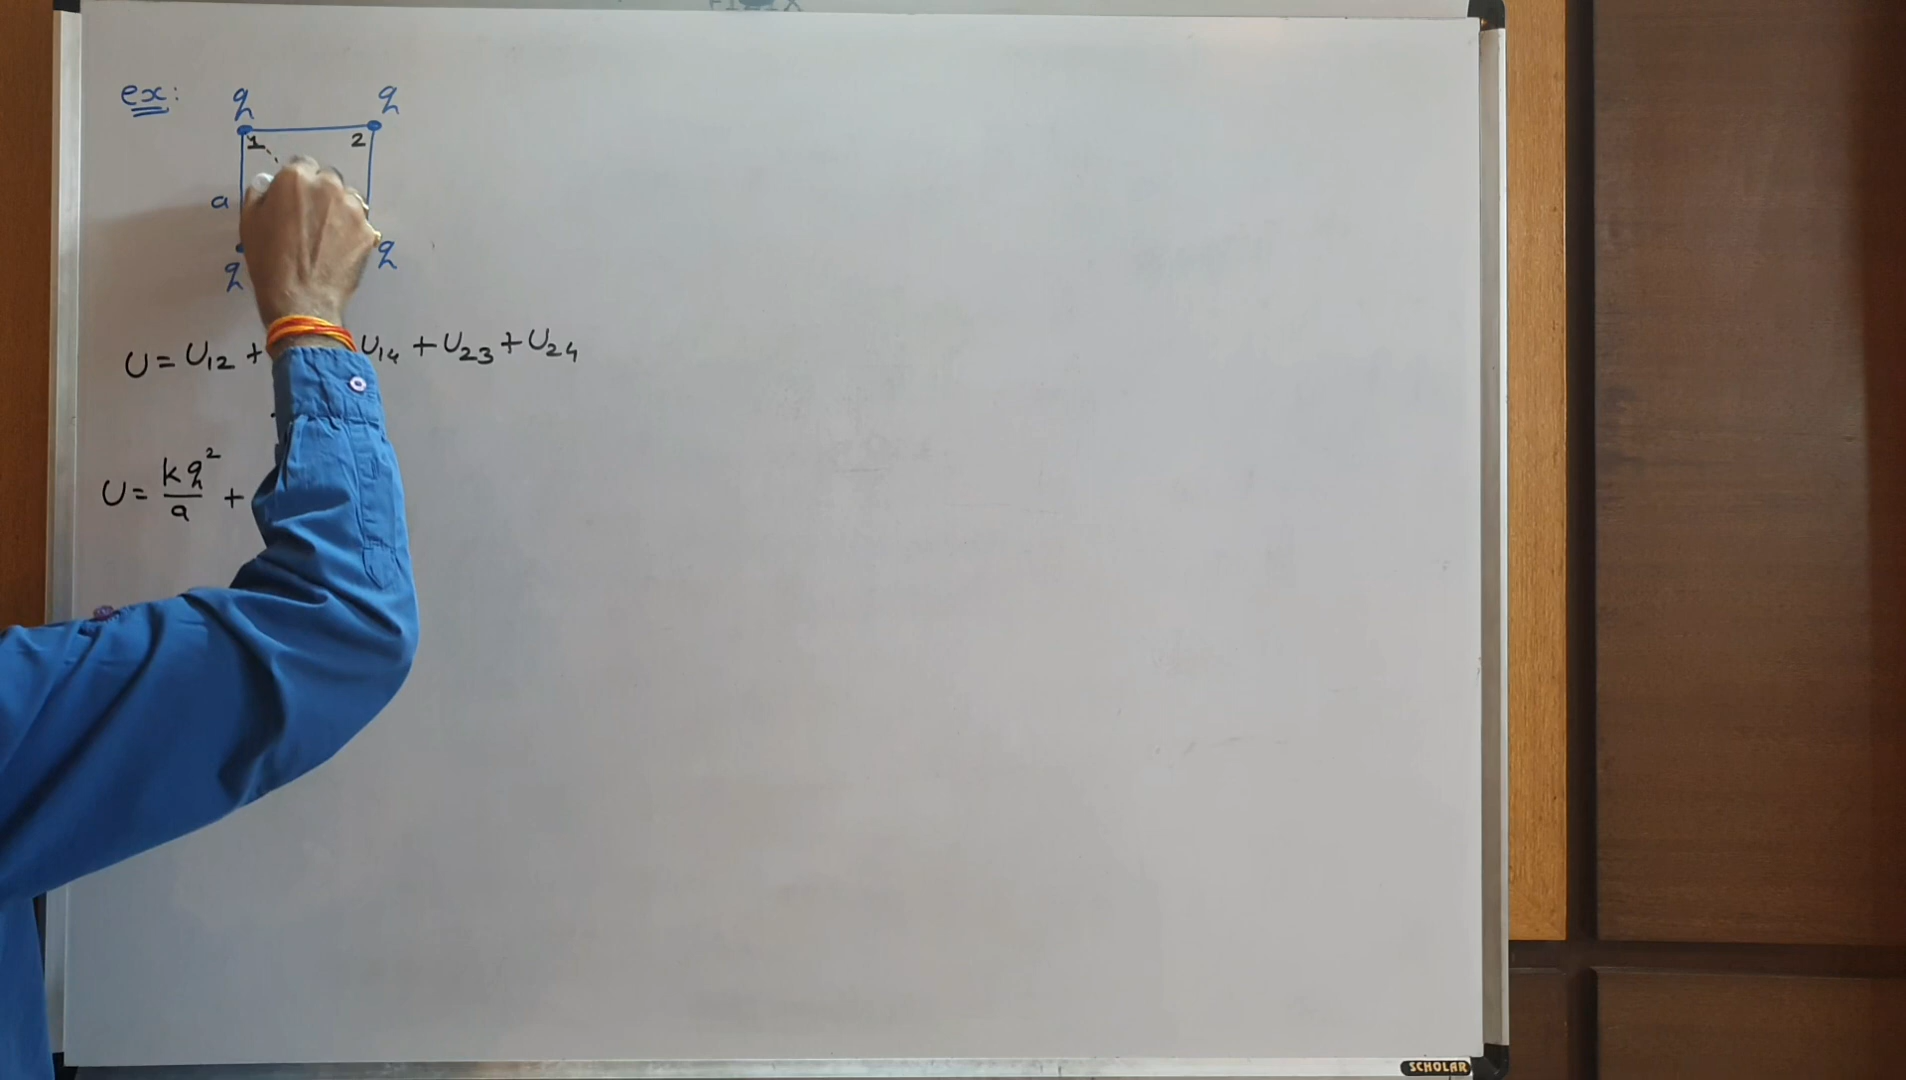 ex:
q q
1 2
a
q
q
U = U₁₂ + U₁₄ + U₂₃ + U₂₄
U = kq²/a +
SCHOLAR